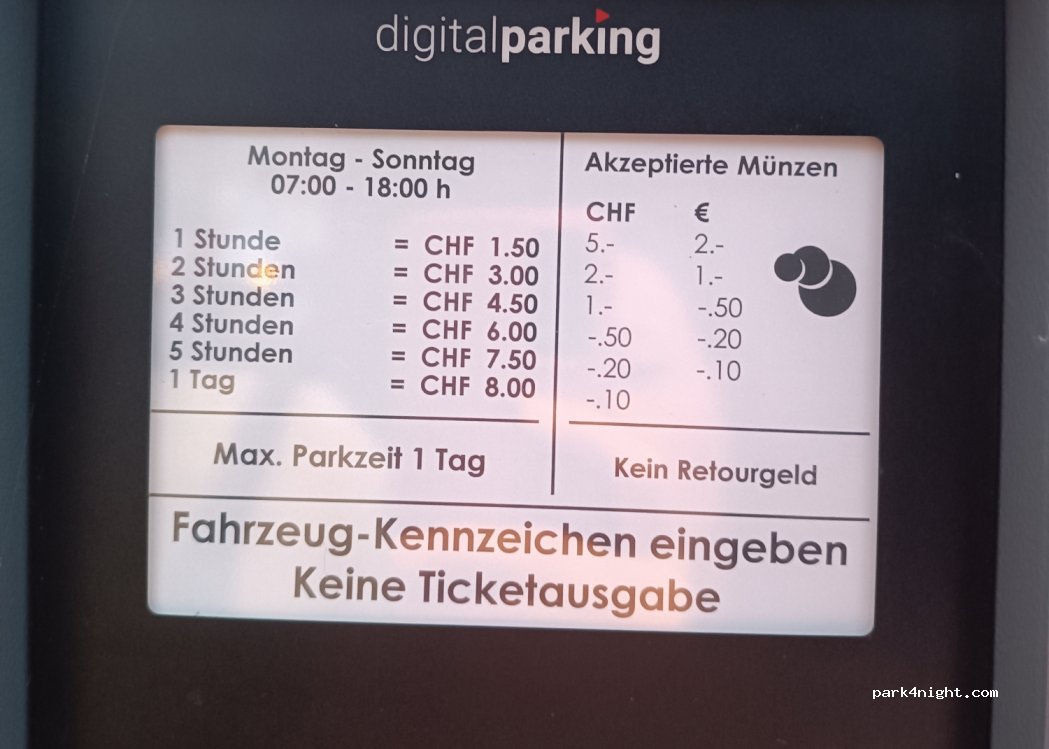 digitalparking
Montag - Sonntag
07:00 - 18:00 h
1 Stunde = CHF 1.50
2 Stunden = CHF 3.00
3 Stunden = CHF 4.50
4 Stunden = CHF 6.00
5 Stunden = CHF 7.50
1 Tag = CHF 8.00
Max. Parkzeit 1 Tag
Akzeptierte Münzen
CHF €
5.- 2.-
2.- 1.-
1.- -.50
-.50 -.20
-.20 -.10
-.10
Kein Retourgeld
Fahrzeug-Kennzeichen eingeben
Keine Ticketausgabe
park4night.com